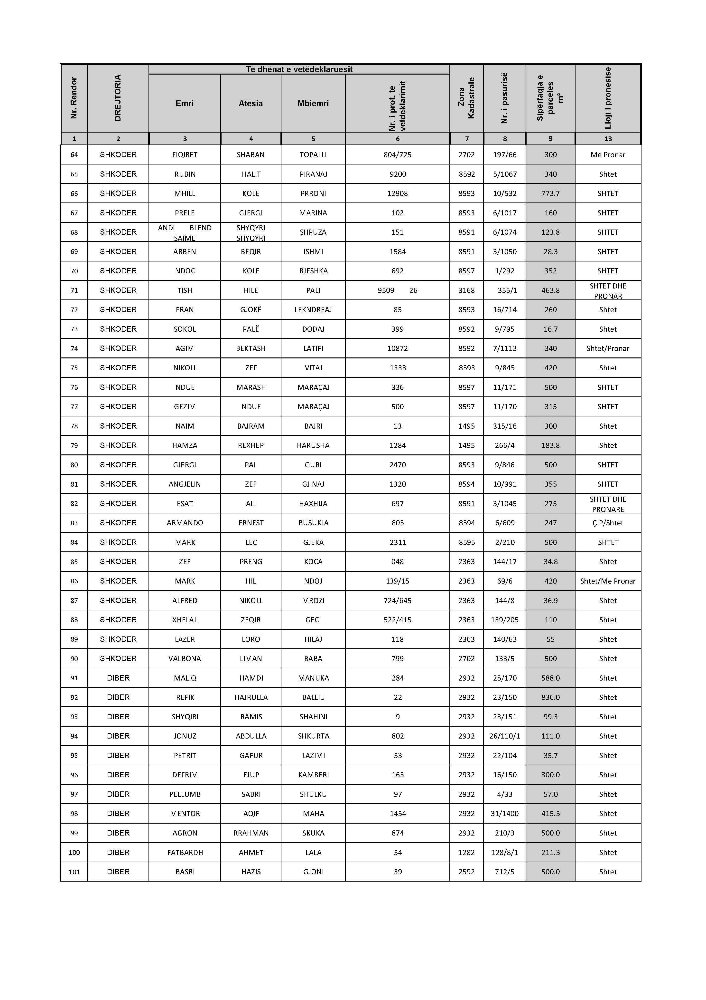 Nr. Rendor DREJTORIA Të dhënat e vetëdeklaruesit Zona Kadastrale Nr. i pasurisë Sipërfaqja e parceles m² Lloji I pronesise
Emri Atësia Mbiemri Nr. i prot. te vetdeklarimit
1 2 3 4 5 6 7 8 9 13
64 SHKODER FIQIRET SHABAN TOPALLI 804/725 2702 197/66 300 Me Pronar
65 SHKODER RUBIN HALIT PIRANAJ 9200 8592 5/1067 340 Shtet
66 SHKODER MHILL KOLE PRRONI 12908 8593 10/532 773.7 SHTET
67 SHKODER PRELE GJERGJ MARINA 102 8593 6/1017 160 SHTET
68 SHKODER ANDI BLEND SAIME SHYQYRI SHYQYRI SHPUZA 151 8591 6/1074 123.8 SHTET
69 SHKODER ARBEN BEQIR ISHMI 1584 8591 3/1050 28.3 SHTET
70 SHKODER NDOC KOLE BJESHKA 692 8597 1/292 352 SHTET
71 SHKODER TISH HILE PALI 9509 26 3168 355/1 463.8 SHTET DHE PRONAR
72 SHKODER FRAN GJOKË LEKNDREAJ 85 8593 16/714 260 Shtet
73 SHKODER SOKOL PALË DODAJ 399 8592 9/795 16.7 Shtet
74 SHKODER AGIM BEKTASH LATIFI 10872 8592 7/1113 340 Shtet/Pronar
75 SHKODER NIKOLL ZEF VITAJ 1333 8593 9/845 420 Shtet
76 SHKODER NDUE MARASH MARAÇAJ 336 8597 11/171 500 SHTET
77 SHKODER GEZIM NDUE MARAÇAJ 500 8597 11/170 315 SHTET
78 SHKODER NAIM BAJRAM BAJRI 13 1495 315/16 300 Shtet
79 SHKODER HAMZA REXHEP HARUSHA 1284 1495 266/4 183.8 Shtet
80 SHKODER GJERGJ PAL GURI 2470 8593 9/846 500 SHTET
81 SHKODER ANGJELIN ZEF GJINAJ 1320 8594 10/991 355 SHTET
82 SHKODER ESAT ALI HAXHIJA 697 8591 3/1045 275 SHTET DHE PRONARE
83 SHKODER ARMANDO ERNEST BUSUKJA 805 8594 6/609 247 Ç.P/Shtet
84 SHKODER MARK LEC GJEKA 2311 8595 2/210 500 SHTET
85 SHKODER ZEF PRENG KOCA 048 2363 144/17 34.8 Shtet
86 SHKODER MARK HIL NDOJ 139/15 2363 69/6 420 Shtet/Me Pronar
87 SHKODER ALFRED NIKOLL MROZI 724/645 2363 144/8 36.9 Shtet
88 SHKODER XHELAL ZEQIR GECI 522/415 2363 139/205 110 Shtet
89 SHKODER LAZER LORO HILAJ 118 2363 140/63 55 Shtet
90 SHKODER VALBONA LIMAN BABA 799 2702 133/5 500 Shtet
91 DIBER MALIQ HAMDI MANUKA 284 2932 25/170 588.0 Shtet
92 DIBER REFIK HAJRULLA BALLIU 22 2932 23/150 836.0 Shtet
93 DIBER SHYQIRI RAMIS SHAHINI 9 2932 23/151 99.3 Shtet
94 DIBER JONUZ ABDULLA SHKURTA 802 2932 26/110/1 111.0 Shtet
95 DIBER PETRIT GAFUR LAZIMI 53 2932 22/104 35.7 Shtet
96 DIBER DEFRIM EJUP KAMBERI 163 2932 16/150 300.0 Shtet
97 DIBER PELLUMB SABRI SHULKU 97 2932 4/33 57.0 Shtet
98 DIBER MENTOR AQIF MAHA 1454 2932 31/1400 415.5 Shtet
99 DIBER AGRON RRAHMAN SKUKA 874 2932 210/3 500.0 Shtet
100 DIBER FATBARDH AHMET LALA 54 1282 128/8/1 211.3 Shtet
101 DIBER BASRI HAZIS GJONI 39 2592 712/5 500.0 Shtet